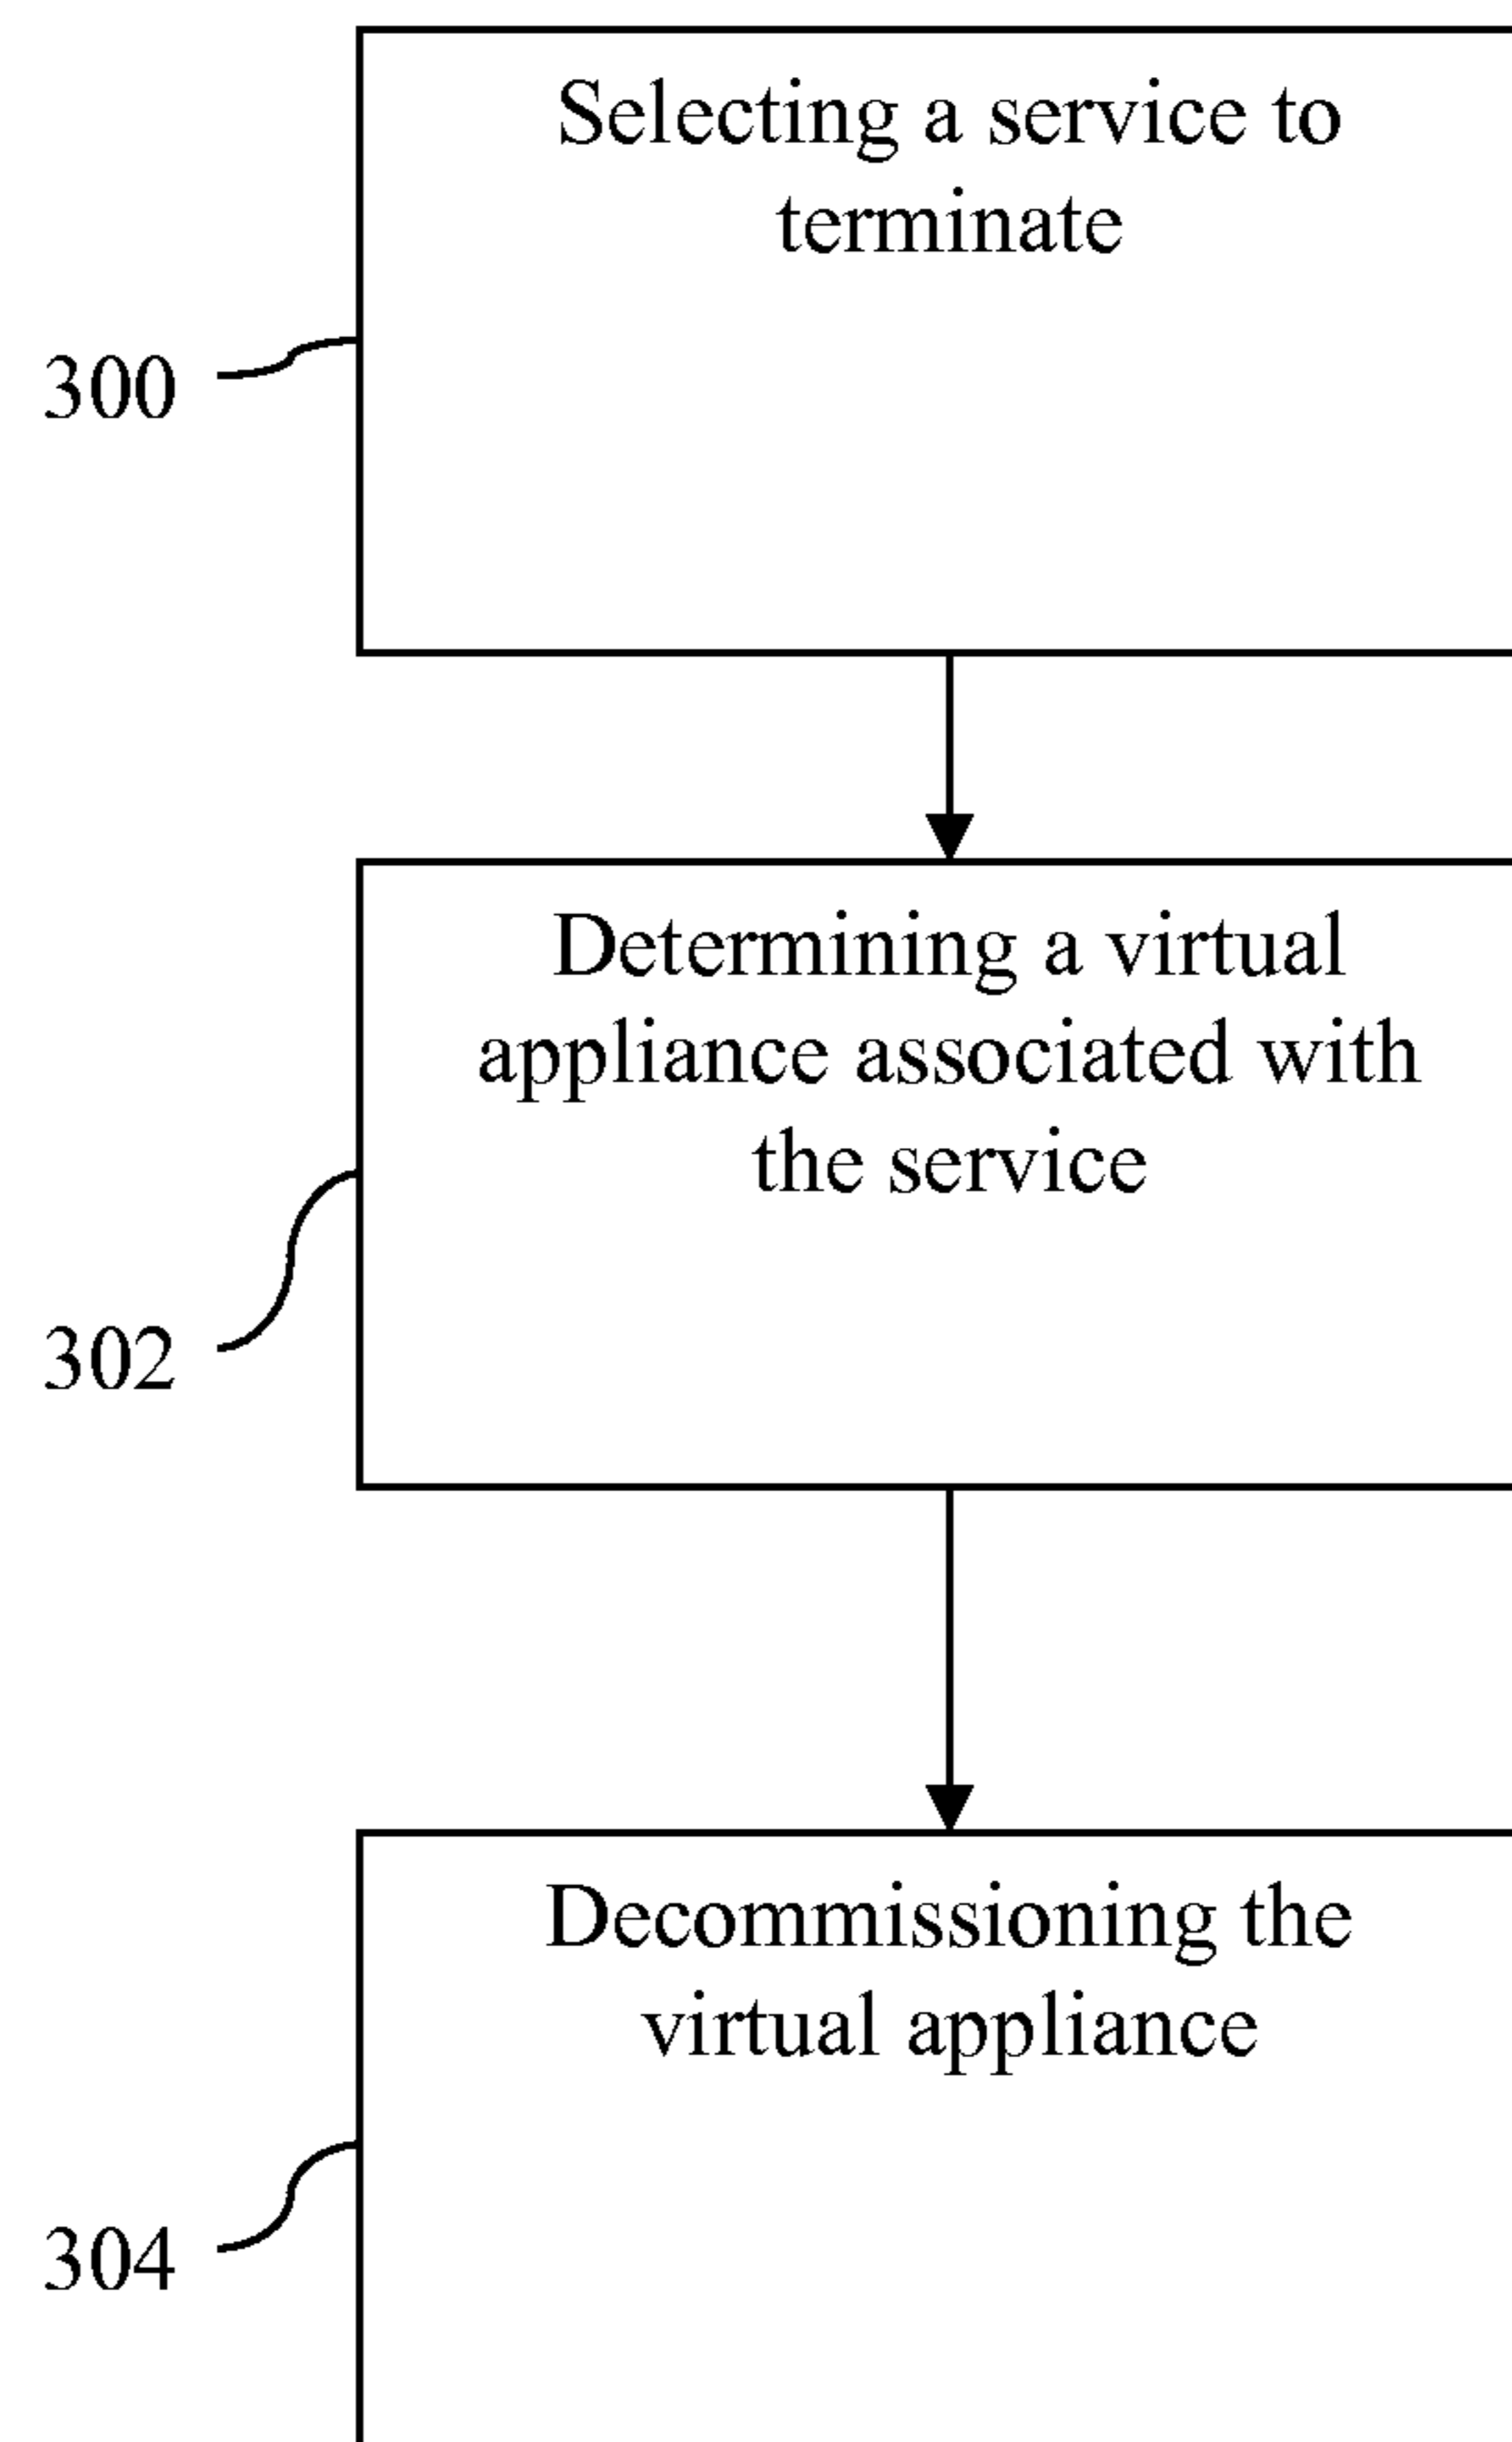 Selecting a service to
terminate
300
Determining a virtual
appliance associated with
the service
302
Decommissioning the
virtual appliance
304